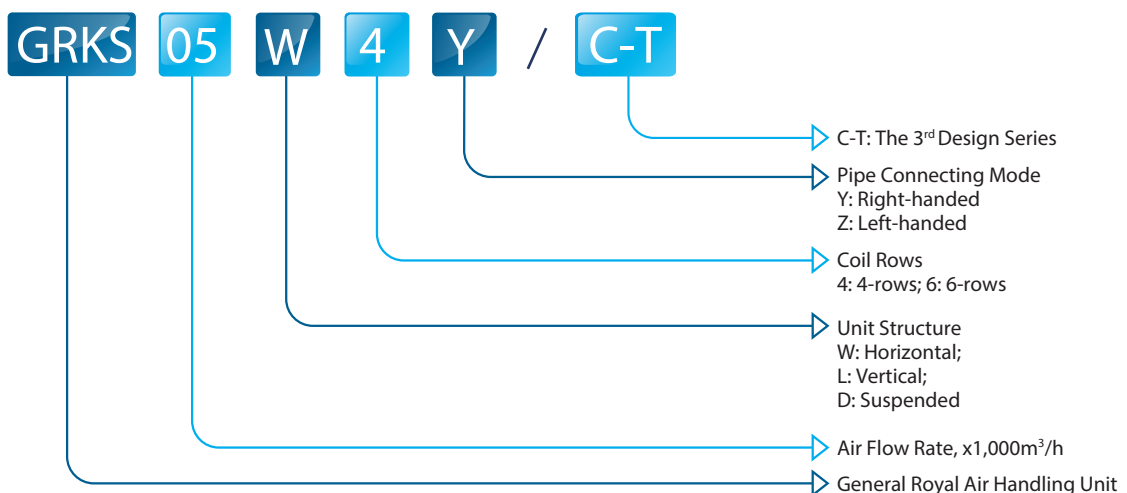 GRKS 05 W 4 Y / C-T
C-T: The 3rd Design Series
Pipe Connecting Mode
Y: Right-handed
Z: Left-handed
Coil Rows
4: 4-rows; 6: 6-rows
Unit Structure
W: Horizontal;
L: Vertical;
D: Suspended
Air Flow Rate, x1,000m³/h
General Royal Air Handling Unit